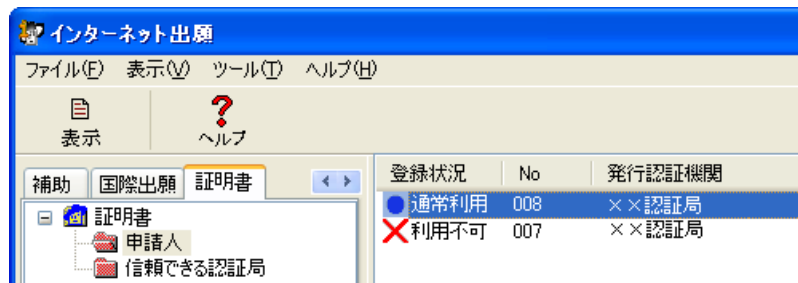 インターネット出願
ファイル(F) 表示(V) ツール(T) ヘルプ(H)
表示 ヘルプ
補助 国際出願 証明書
証明書
申請人
信頼できる認証局
登録状況 No 発行認証機関
通常利用 008 ××認証局
利用不可 007 ××認証局